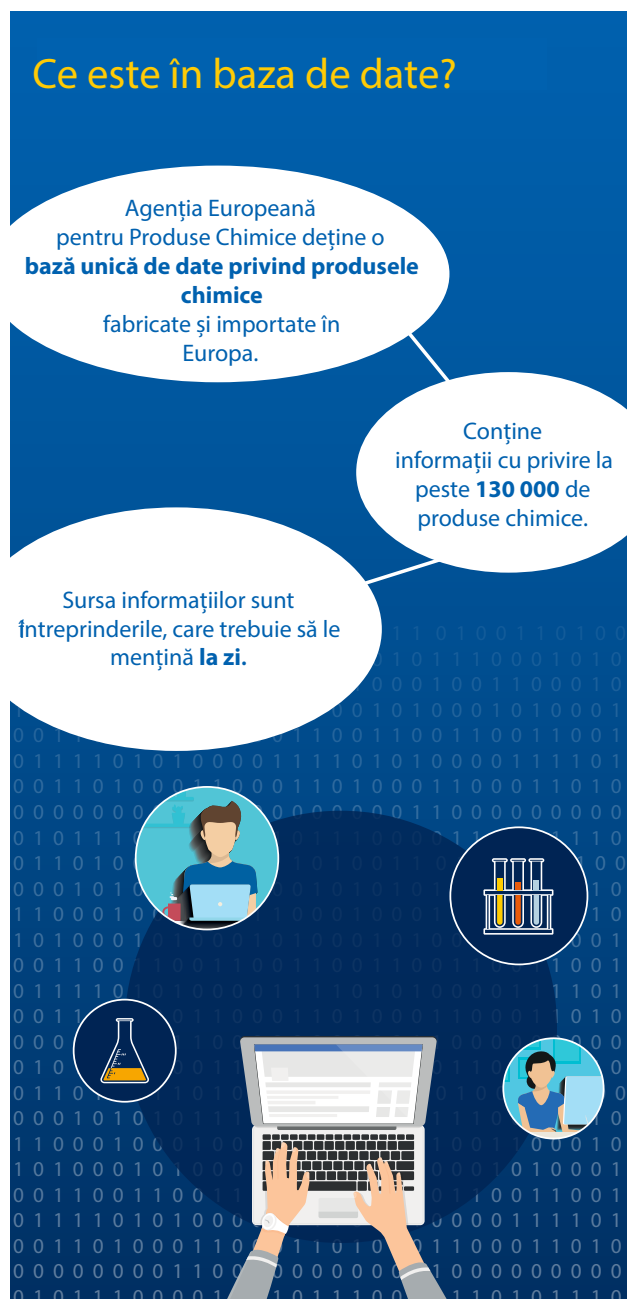 Ce este în baza de date?
Agenția Europeană
pentru Produse Chimice deține o
bază unică de date privind produsele
chimice
fabricate și importate în
Europa.
Conține
informații cu privire la
peste 130 000 de
produse chimice.
Sursa informațiilor sunt
întreprinderile, care trebuie să le
mențină la zi.